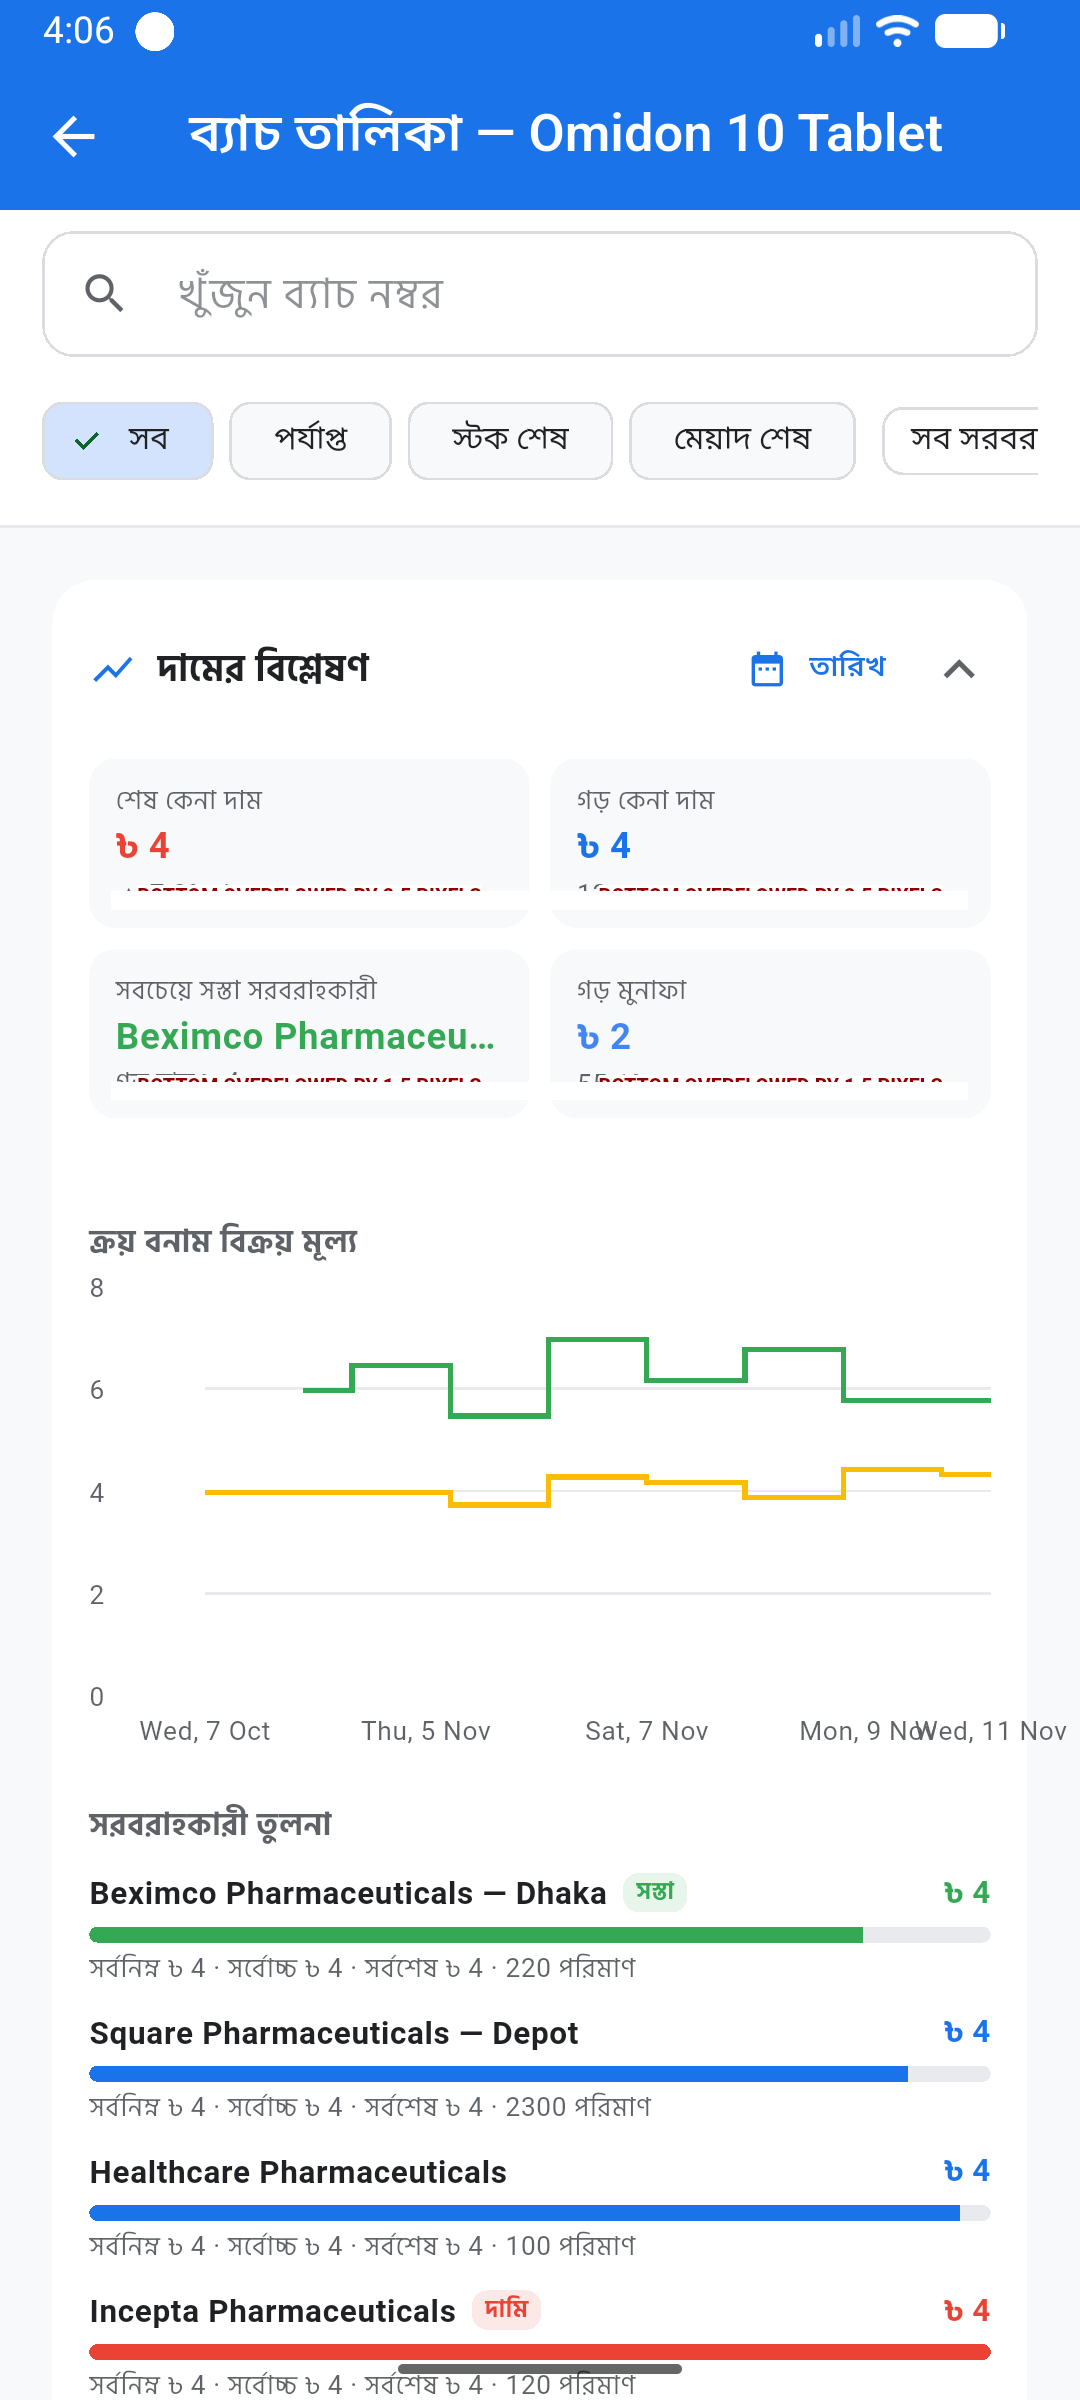 4:06
ব্যাচ তালিকা — Omidon 10 Tablet
খুঁজুন ব্যাচ নম্বর
সব
পর্যাপ্ত
স্টক শেষ
মেয়াদ শেষ
সব সরবর
দামের বিশ্লেষণ
তারিখ
শেষ কেনা দাম
৳ 4
গড় কেনা দাম
৳ 4
সবচেয়ে সস্তা সরবরাহকারী
Beximco Pharmaceu…
গড় মুনাফা
৳ 2
ক্রয় বনাম বিক্রয় মূল্য
8
6
4
2
0
Wed, 7 Oct
Thu, 5 Nov
Sat, 7 Nov
Mon, 9 Nov
Wed, 11 Nov
সরবরাহকারী তুলনা
Beximco Pharmaceuticals — Dhaka সস্তা ৳ 4
সর্বনিম্ন ৳ 4 · সর্বোচ্চ ৳ 4 · সর্বশেষ ৳ 4 · 220 পরিমাণ
Square Pharmaceuticals — Depot ৳ 4
সর্বনিম্ন ৳ 4 · সর্বোচ্চ ৳ 4 · সর্বশেষ ৳ 4 · 2300 পরিমাণ
Healthcare Pharmaceuticals ৳ 4
সর্বনিম্ন ৳ 4 · সর্বোচ্চ ৳ 4 · সর্বশেষ ৳ 4 · 100 পরিমাণ
Incepta Pharmaceuticals দামি ৳ 4
সর্বনিম্ন ৳ 4 · সর্বোচ্চ ৳ 4 · সর্বশেষ ৳ 4 · 120 পরিমাণ